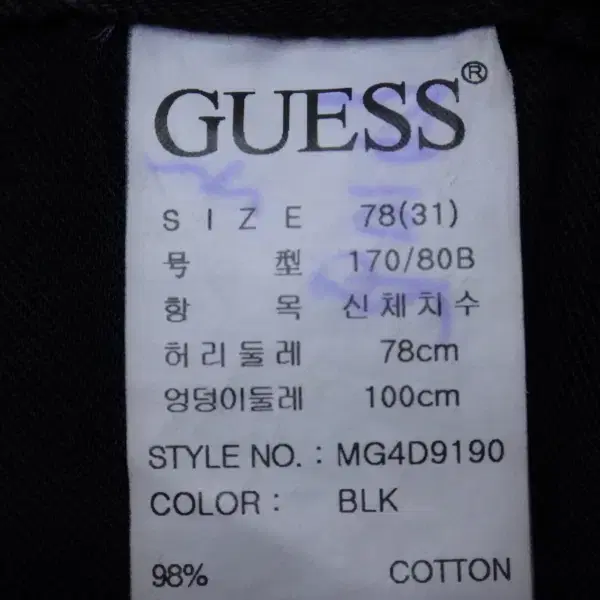 GUESS®
SIZE 78(31)
号型 170/80B
항목 신체치수
허리둘레 78cm
엉덩이둘레 100cm
STYLE NO. : MG4D9190
COLOR : BLK
98% COTTON